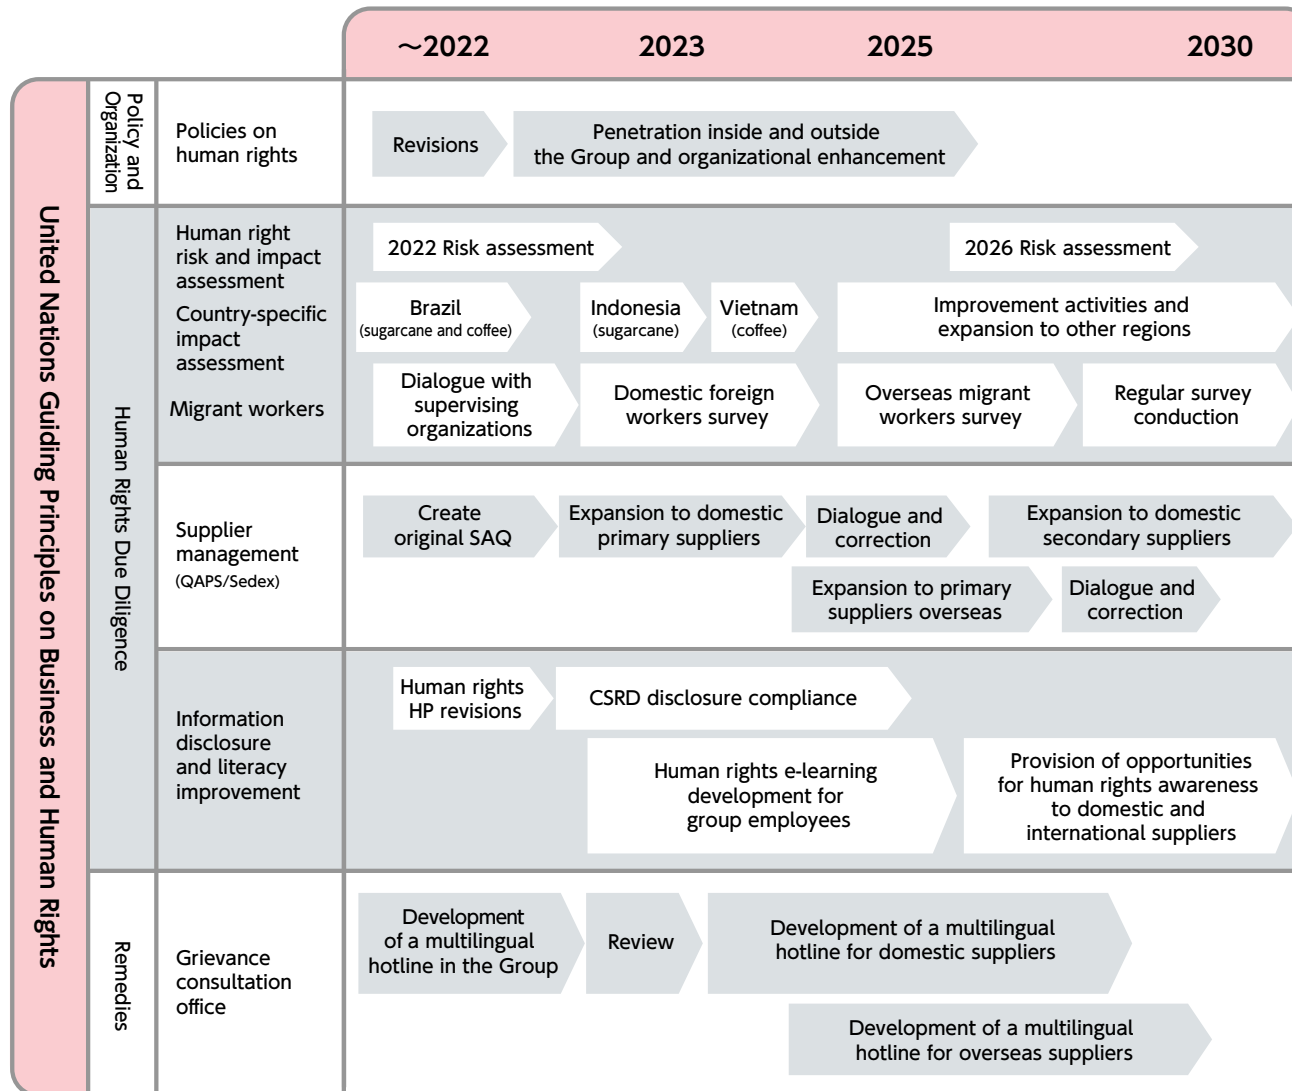 ~2022
2023
2025
2030
United Nations Guiding Principles on Business and Human Rights
Policy and
Organization
Policies on
human rights
Revisions
Penetration inside and outside
the Group and organizational enhancement
Human Rights Due Diligence
Human right
risk and impact
assessment
2022 Risk assessment
2026 Risk assessment
Country-specific
impact
assessment
Brazil
(sugarcane and coffee)
Indonesia
(sugarcane)
Vietnam
(coffee)
Improvement activities and
expansion to other regions
Migrant workers
Dialogue with
supervising
organizations
Domestic foreign
workers survey
Overseas migrant
workers survey
Regular survey
conduction
Supplier
management
(QAPS/Sedex)
Create
original SAQ
Expansion to domestic
primary suppliers
Dialogue and
correction
Expansion to domestic
secondary suppliers
Expansion to primary
suppliers overseas
Dialogue and
correction
Information
disclosure
and literacy
improvement
Human rights
HP revisions
CSRD disclosure compliance
Human rights e-learning
development for
group employees
Provision of opportunities
for human rights awareness
to domestic and
international suppliers
Remedies
Grievance
consultation
office
Development
of a multilingual
hotline in the Group
Review
Development of a multilingual
hotline for domestic suppliers
Development of a multilingual
hotline for overseas suppliers